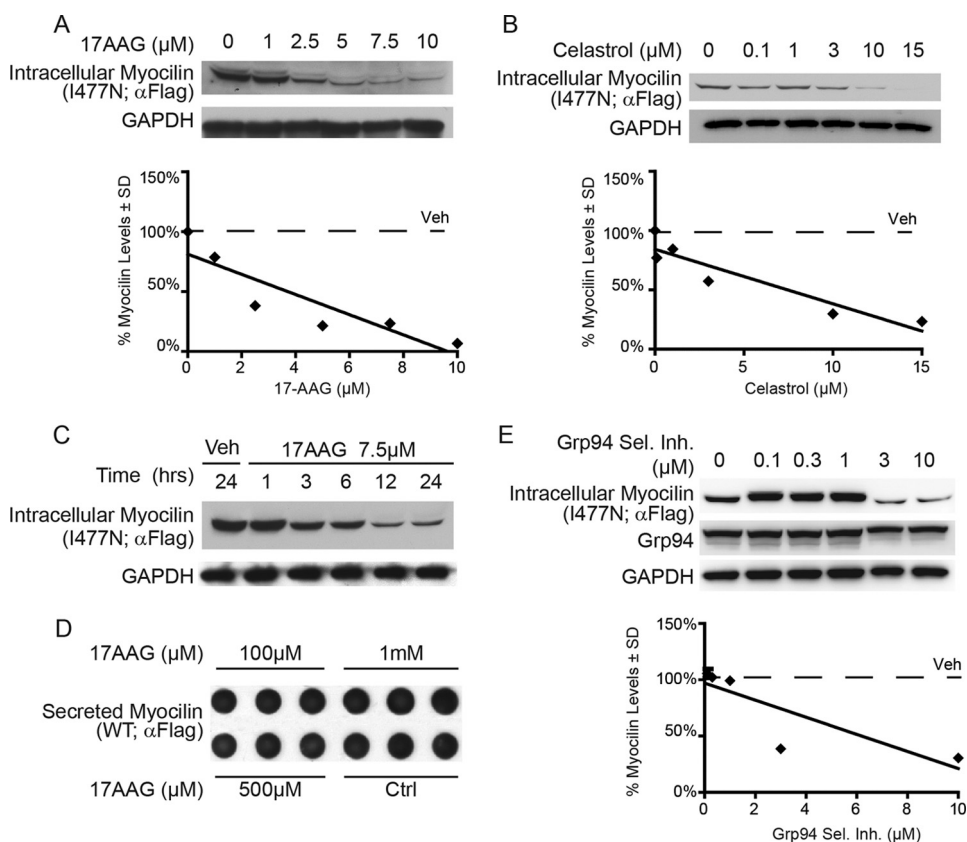 A
17AAG (µM) 0 1 2.5 5 7.5 10
Intracellular Myocilin
(I477N; αFlag)
GAPDH
% Myocilin Levels ± SD
150%
100%
50%
0%
Veh
0 2 4 6 8 10
17-AAG (µM)
B
Celastrol (µM) 0 0.1 1 3 10 15
Intracellular Myocilin
(I477N; αFlag)
GAPDH
% Myocilin Levels ± SD
150%
100%
50%
0%
Veh
0 5 10 15
Celastrol (µM)
C
Veh 17AAG 7.5µM
Time (hrs) 24 1 3 6 12 24
Intracellular Myocilin
(I477N; αFlag)
GAPDH
D
17AAG (µM) 100µM 1mM
Secreted Myocilin
(WT; αFlag)
17AAG (µM) 500µM Ctrl
E
Grp94 Sel. Inh.
(µM) 0 0.1 0.3 1 3 10
Intracellular Myocilin
(I477N; αFlag)
Grp94
GAPDH
% Myocilin Levels ± SD
150%
100%
50%
0%
Veh
0 2 4 6 8 10
Grp94 Sel. Inh. (µM)